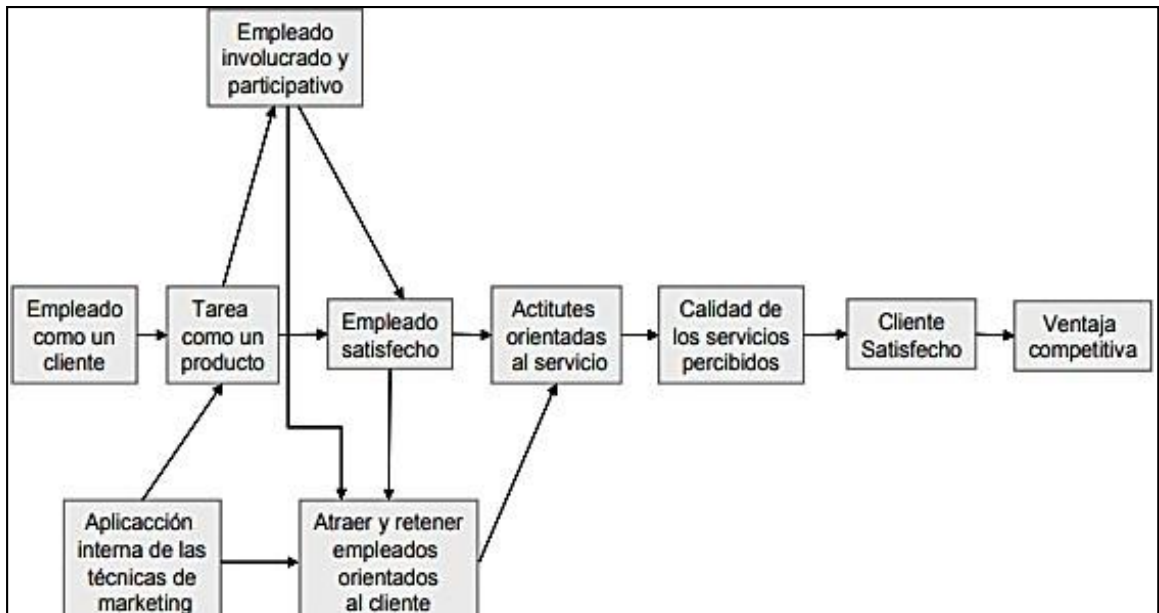 Empleado
involucrado y
participativo
Empleado
como un
cliente
Tarea
como un
producto
Empleado
satisfecho
Actitutes
orientadas
al servicio
Calidad de
los servicios
percibidos
Cliente
Satisfecho
Ventaja
competitiva
Aplicacción
interna de las
técnicas de
marketing
Atraer y retener
empleados
orientados
al cliente